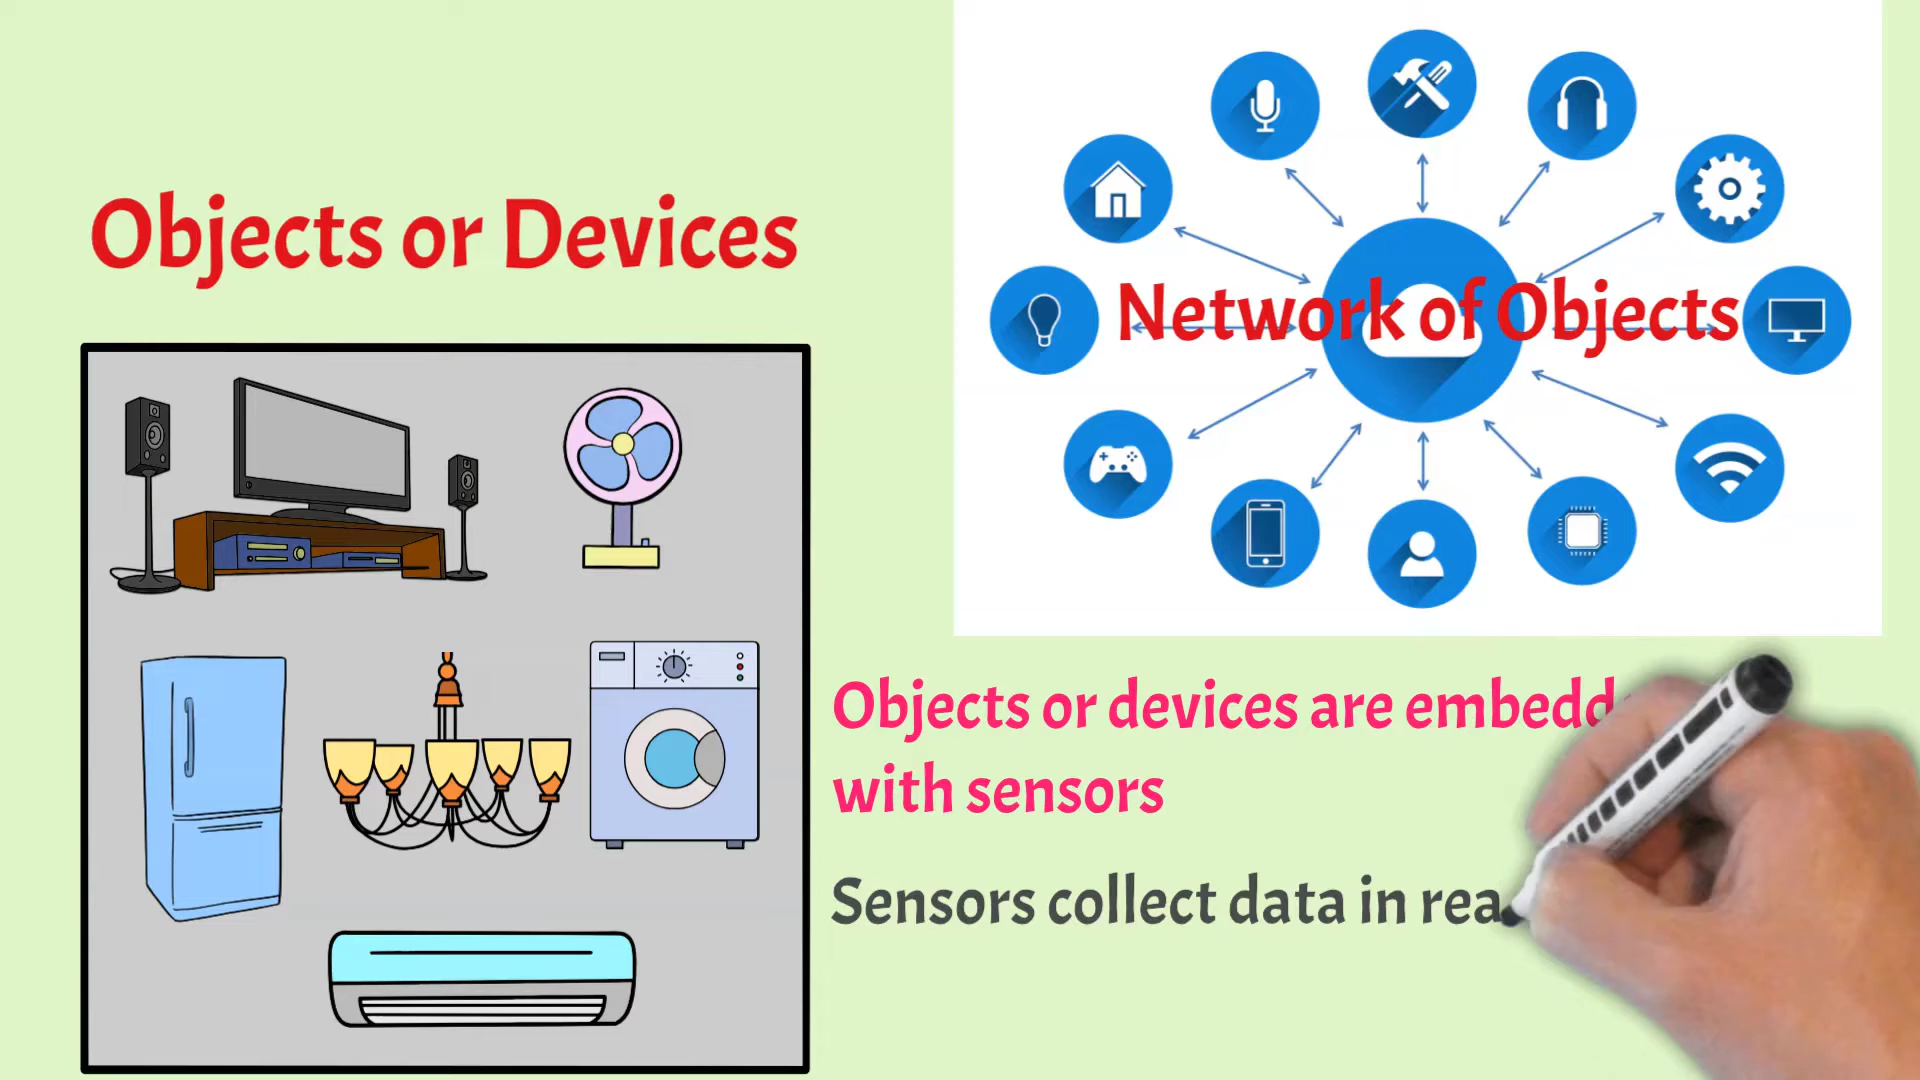 Objects or Devices
Network of Objects
Objects or devices are embedd
with sensors
Sensors collect data in rea